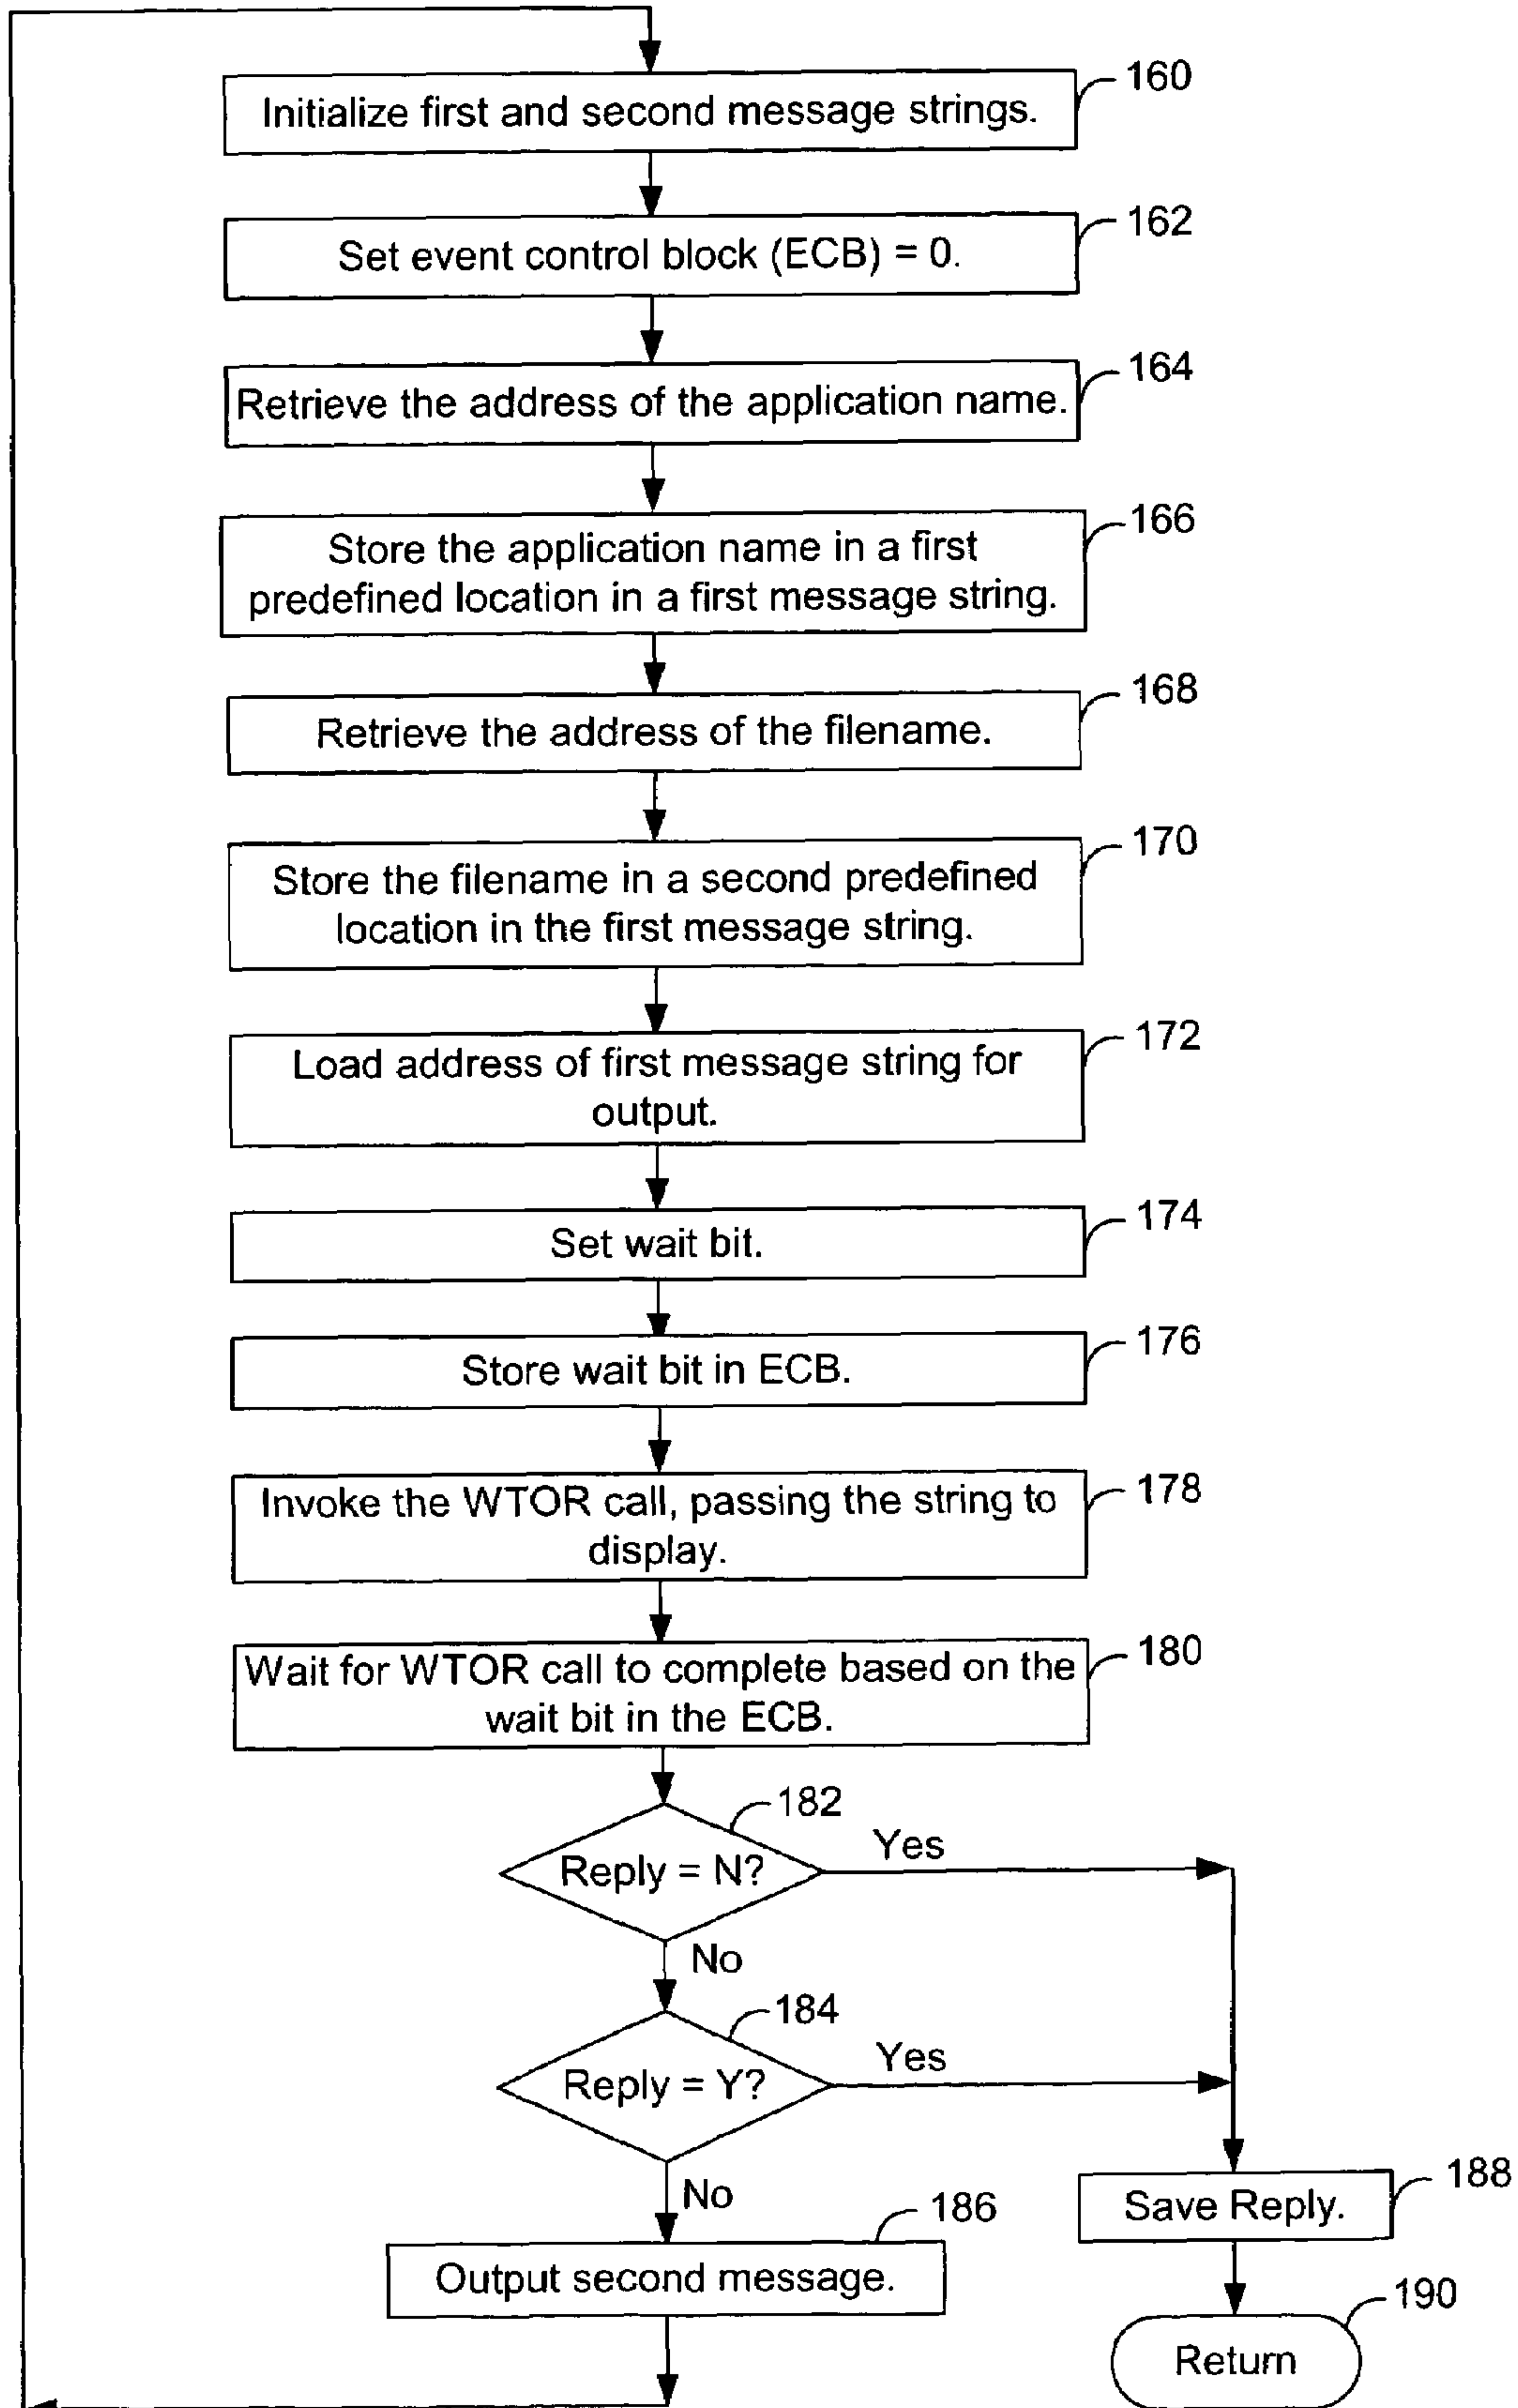 160
Initialize first and second message strings.
162
Set event control block (ECB) = 0.
164
Retrieve the address of the application name.
166
Store the application name in a first
predefined location in a first message string.
168
Retrieve the address of the filename.
170
Store the filename in a second predefined
location in the first message string.
172
Load address of first message string for
output.
174
Set wait bit.
176
Store wait bit in ECB.
178
Invoke the WTOR call, passing the string to
display.
180
Wait for WTOR call to complete based on the
wait bit in the ECB.
182
Reply = N?
Yes
No
184
Reply = Y?
Yes
No
186
Output second message.
188
Save Reply.
190
Return